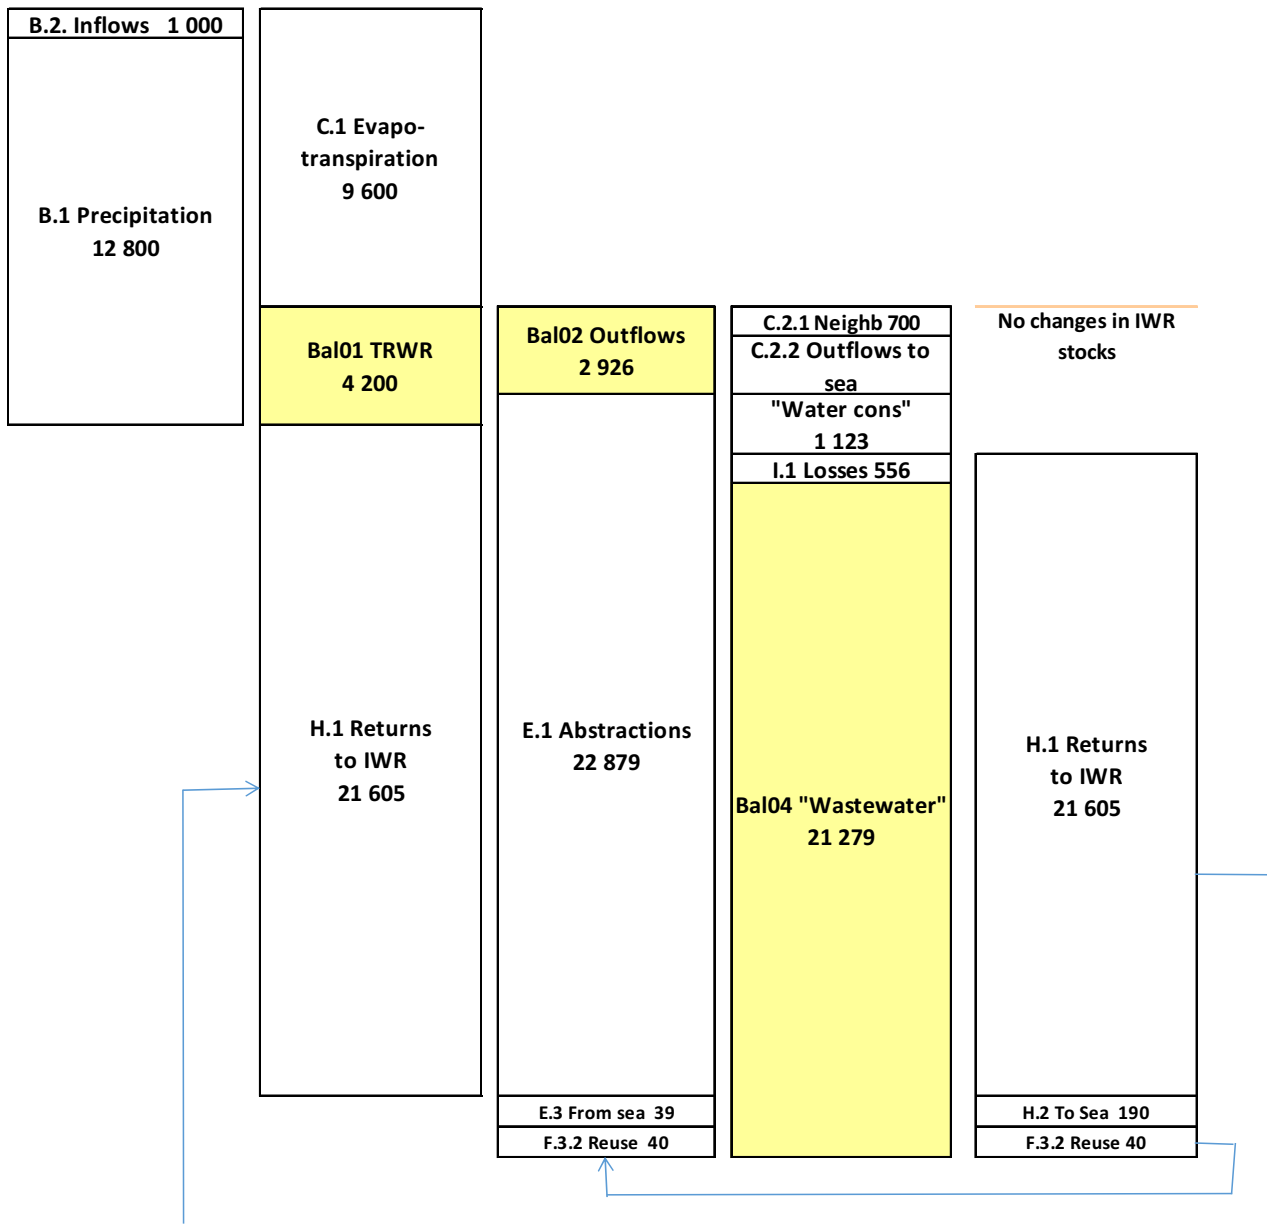 B.2. Inflows 1 000
B.1 Precipitation
12 800
C.1 Evapo-
transpiration
9 600
Bal01 TRWR
4 200
H.1 Returns
to IWR
21 605
Bal02 Outflows
2 926
E.1 Abstractions
22 879
E.3 From sea 39
F.3.2 Reuse 40
C.2.1 Neighb 700
C.2.2 Outflows to
sea
"Water cons"
1 123
I.1 Losses 556
Bal04 "Wastewater"
21 279
No changes in IWR
stocks
H.1 Returns
to IWR
21 605
H.2 To Sea 190
F.3.2 Reuse 40